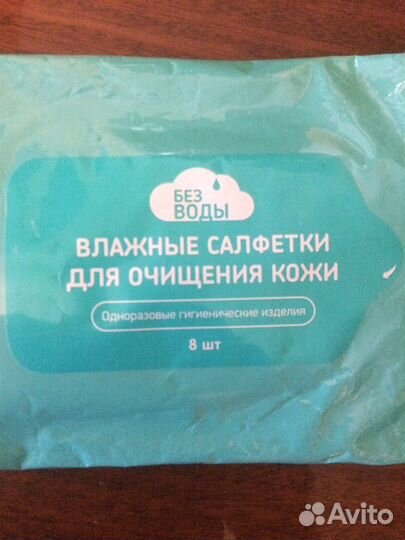 БЕЗ
ВОДЫ
ВЛАЖНЫЕ САЛФЕТКИ
ДЛЯ ОЧИЩЕНИЯ КОЖИ
Одноразовые гигиенические изделия
8 шт
Avito